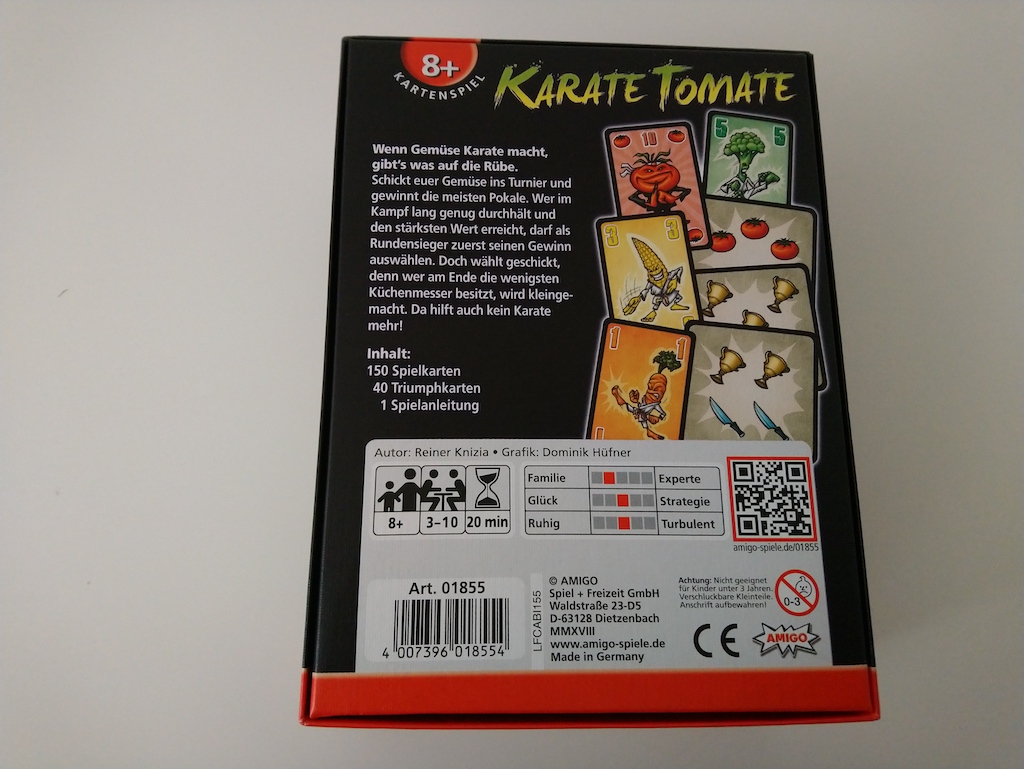 8+
KARTENSPIEL
KARATE TOMATE
Wenn Gemüse Karate macht,
gibt's was auf die Rübe.
Schickt euer Gemüse ins Turnier und
gewinnt die meisten Pokale. Wer im
Kampf lang genug durchhält und
den stärksten Wert erreicht, darf als
Rundensieger zuerst seinen Gewinn
auswählen. Doch wählt geschickt,
denn wer am Ende die wenigsten
Küchenmesser besitzt, wird kleinge-
macht. Da hilft auch kein Karate
mehr!
Inhalt:
150 Spielkarten
40 Triumphkarten
1 Spielanleitung
10
5 5
3 3
1 1
Autor: Reiner Knizia • Grafik: Dominik Hüfner
8+ 3–10 20 min
Familie Experte
Glück Strategie
Ruhig Turbulent
amigo-spiele.de/01855
Art. 01855
4 007396 018554
LFCABI155
© AMIGO
Spiel + Freizeit GmbH
Waldstraße 23-D5
D-63128 Dietzenbach
MMXVIII
www.amigo-spiele.de
Made in Germany
Achtung: Nicht geeignet
für Kinder unter 3 Jahren.
Verschluckbare Kleinteile.
Anschrift aufbewahren!
0-3
CE
AMIGO